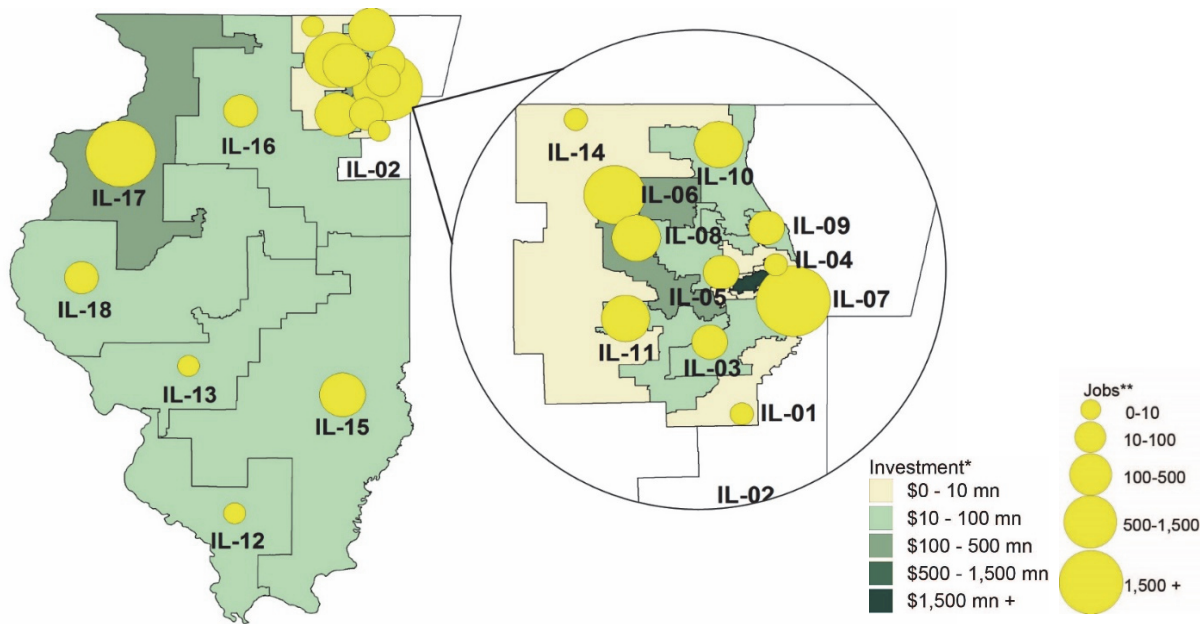 IL-16
IL-02
IL-17
IL-18
IL-13
IL-15
IL-12
IL-14
IL-10
IL-06
IL-09
IL-08
IL-04
IL-05
IL-07
IL-11
IL-03
IL-01
IL-02
Investment*
$0 - 10 mn
$10 - 100 mn
$100 - 500 mn
$500 - 1,500 mn
$1,500 mn +
Jobs**
0-10
10-100
100-500
500-1,500
1,500 +